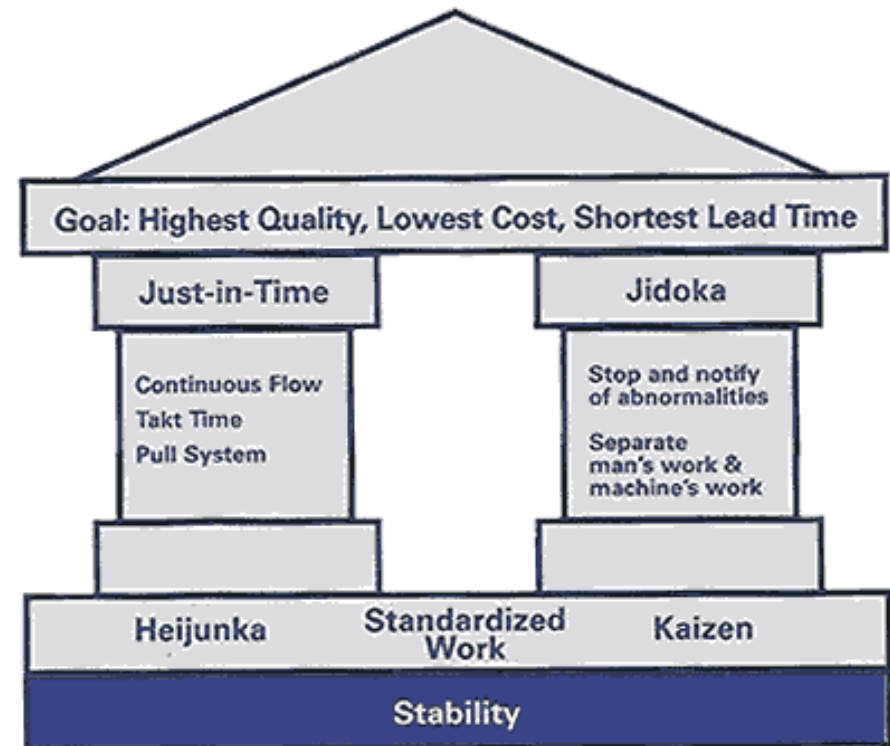 Goal: Highest Quality, Lowest Cost, Shortest Lead Time
Just-in-Time
Continuous Flow
Takt Time
Pull System
Jidoka
Stop and notify
of abnormalities
Separate
man's work &
machine's work
Heijunka
Standardized
Work
Kaizen
Stability